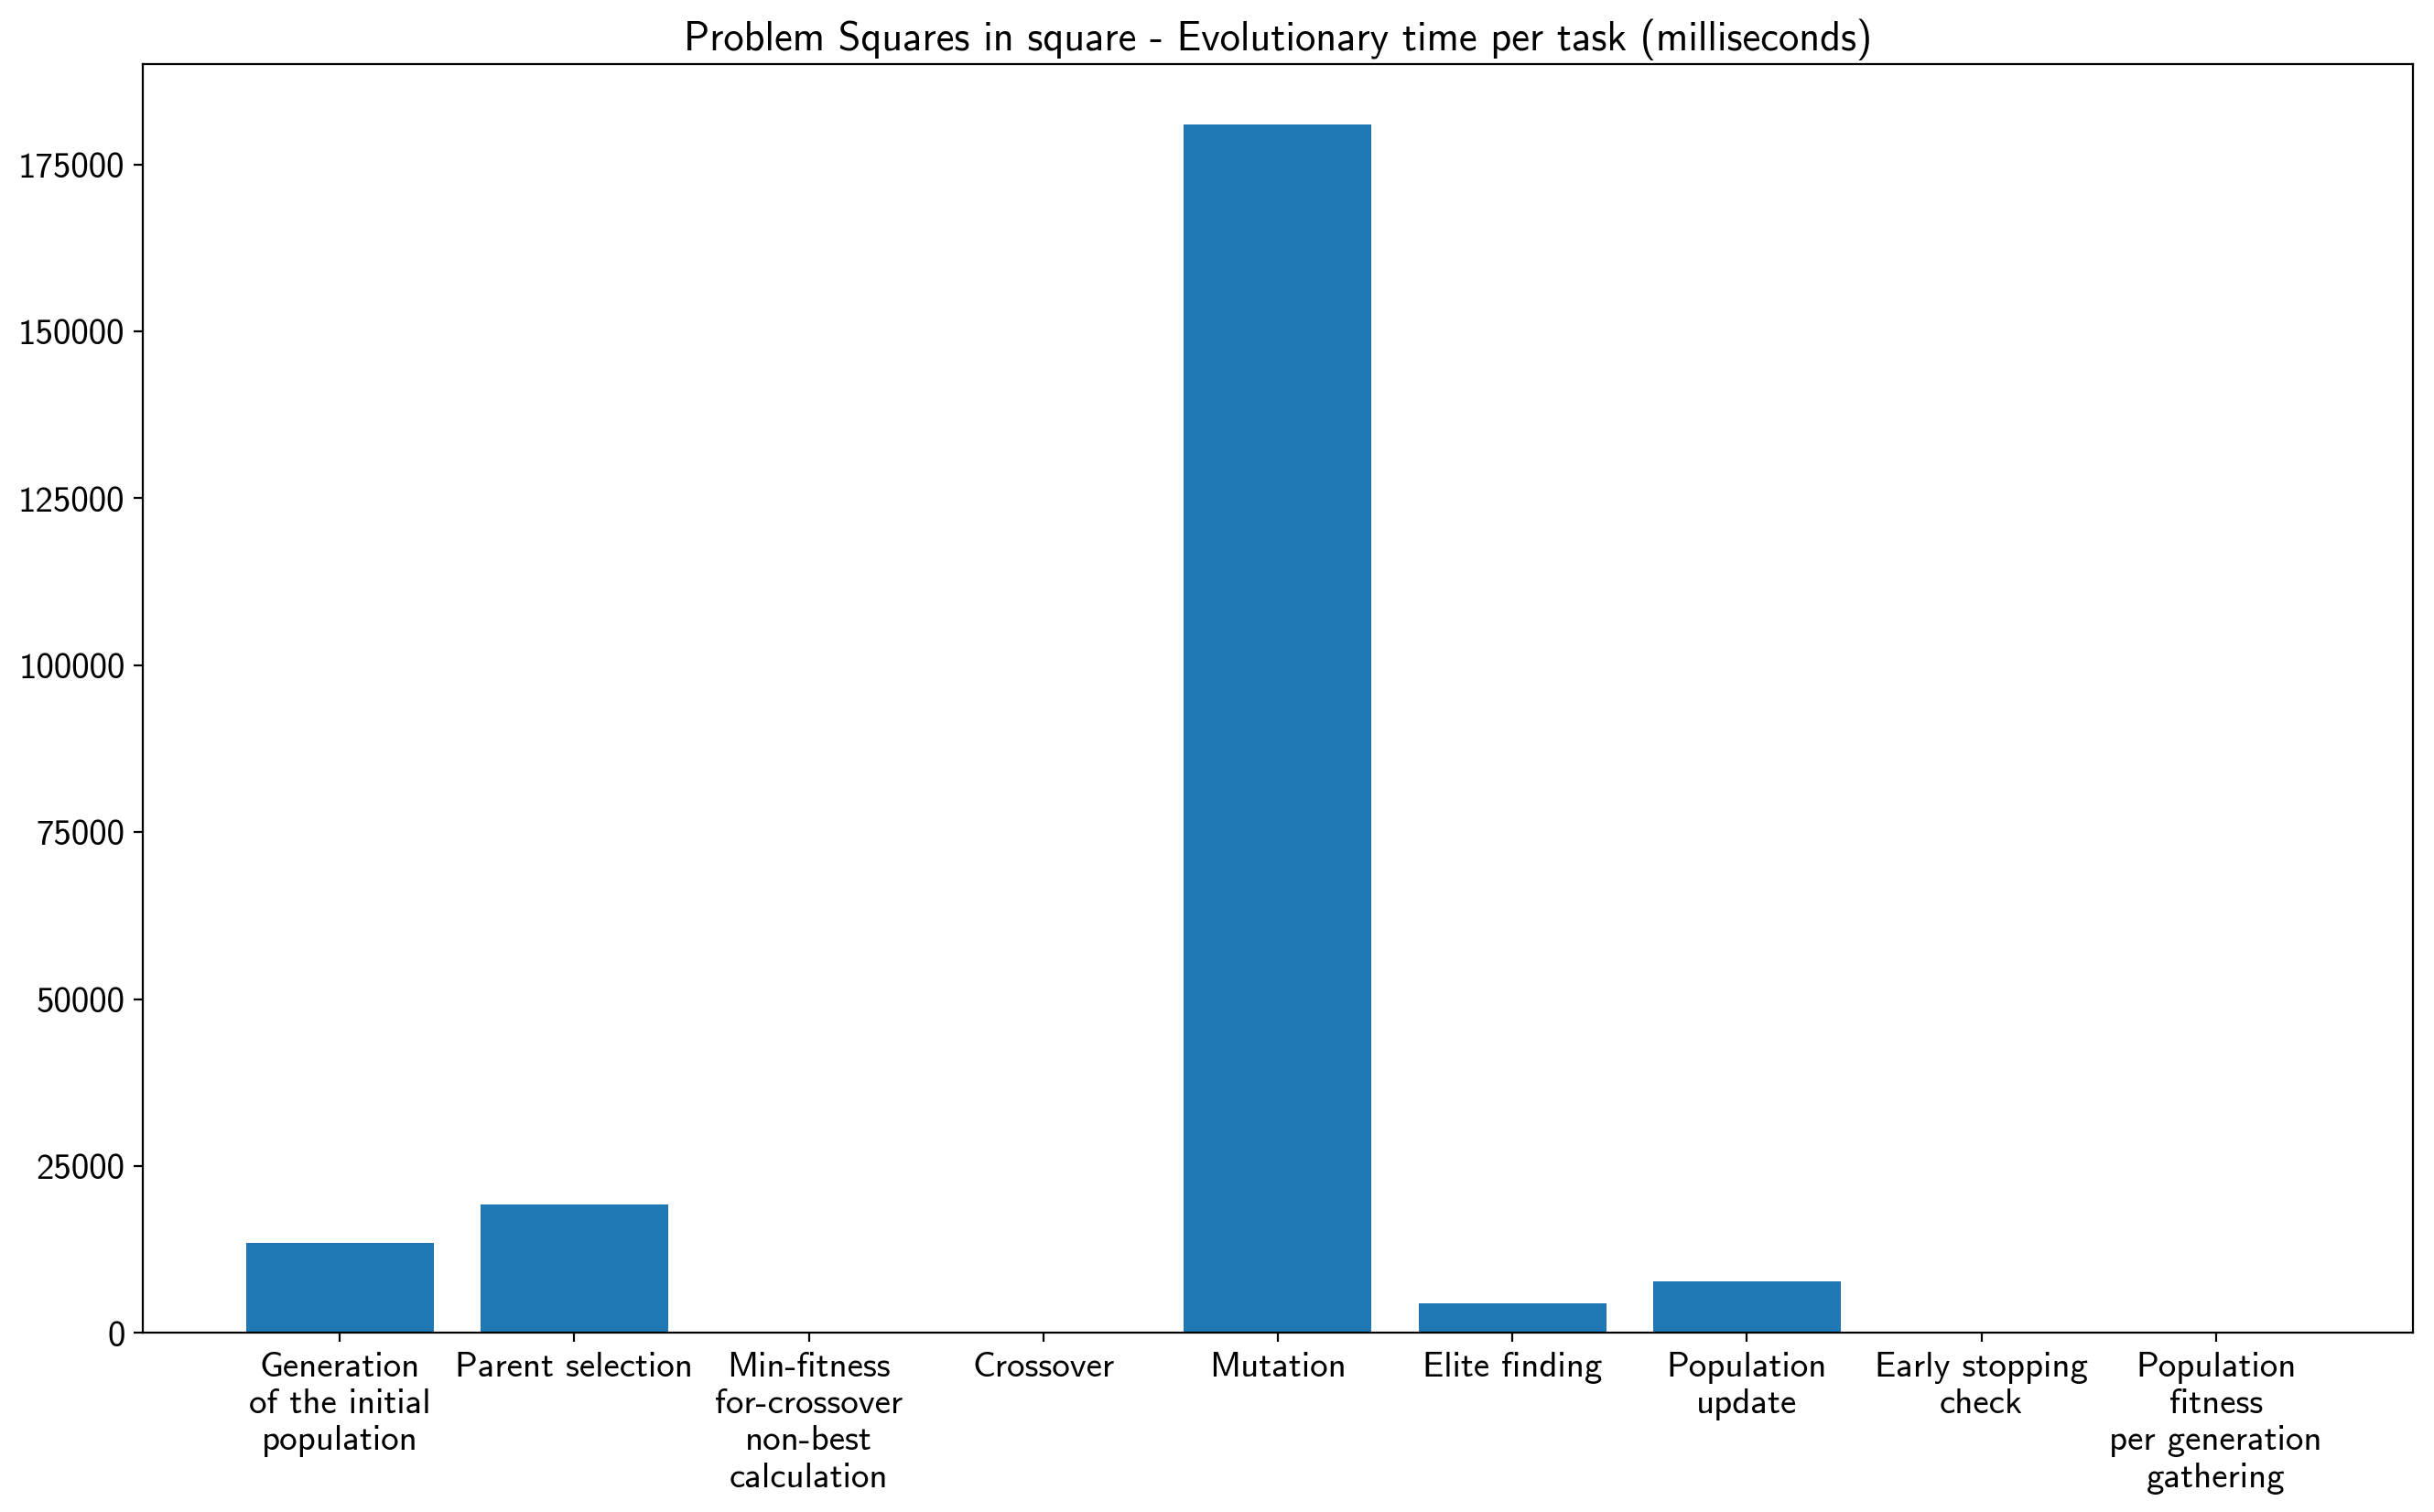 Problem Squares in square - Evolutionary time per task (milliseconds)
175000
150000
125000
100000
75000
50000
25000
0
Generation
of the initial
population
Parent selection
Min-fitness
for-crossover
non-best
calculation
Crossover
Mutation
Elite finding
Population
update
Early stopping
check
Population
fitness
per generation
gathering